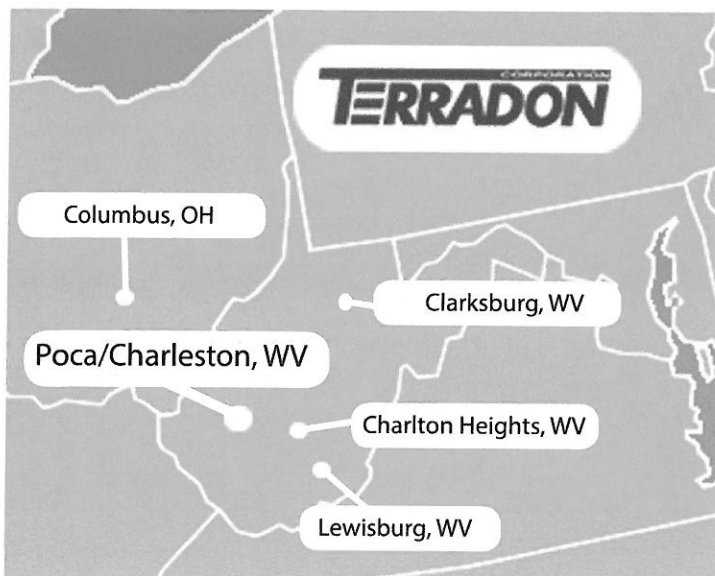 CORPORATION
TERRADON
Columbus, OH
Clarksburg, WV
Poca/Charleston, WV
Charlton Heights, WV
Lewisburg, WV